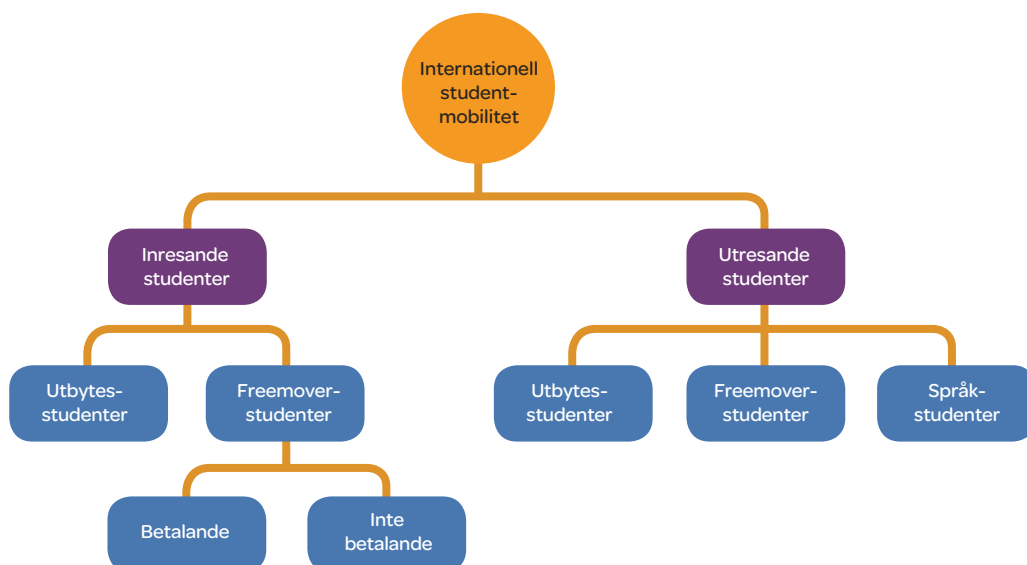 Internationell
student-
mobilitet
Inresande
studenter
Utresande
studenter
Utbytes-
studenter
Freemover-
studenter
Utbytes-
studenter
Freemover-
studenter
Språk-
studenter
Betalande
Inte
betalande